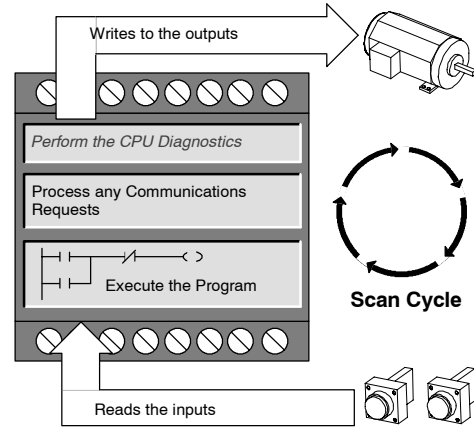 Writes to the outputs
Perform the CPU Diagnostics
Process any Communications
Requests
Execute the Program
Scan Cycle
Reads the inputs